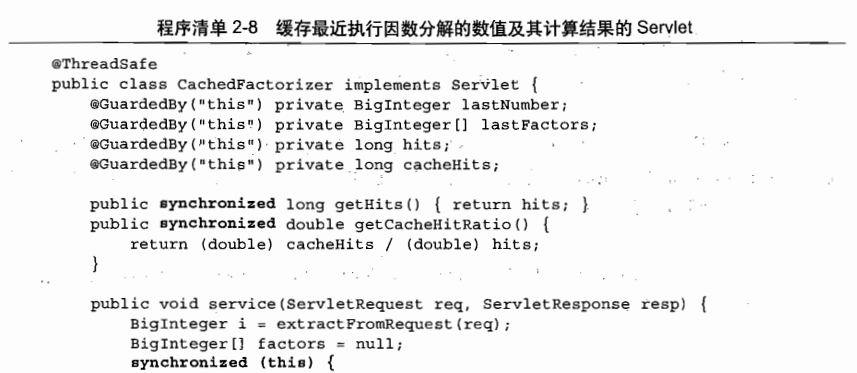 程序清单 2-8 缓存最近执行因数分解的数值及其计算结果的 Servlet
@ThreadSafe
public class CachedFactorizer implements Servlet {
@GuardedBy("this") private BigInteger lastNumber;
@GuardedBy("this") private BigInteger[] lastFactors;
@GuardedBy("this") private long hits;
@GuardedBy("this") private long cacheHits;
public synchronized long getHits() { return hits; }
public synchronized double getCacheHitRatio() {
return (double) cacheHits / (double) hits;
}
public void service(ServletRequest req, ServletResponse resp) {
BigInteger i = extractFromRequest(req);
BigInteger[] factors = null;
synchronized (this) {